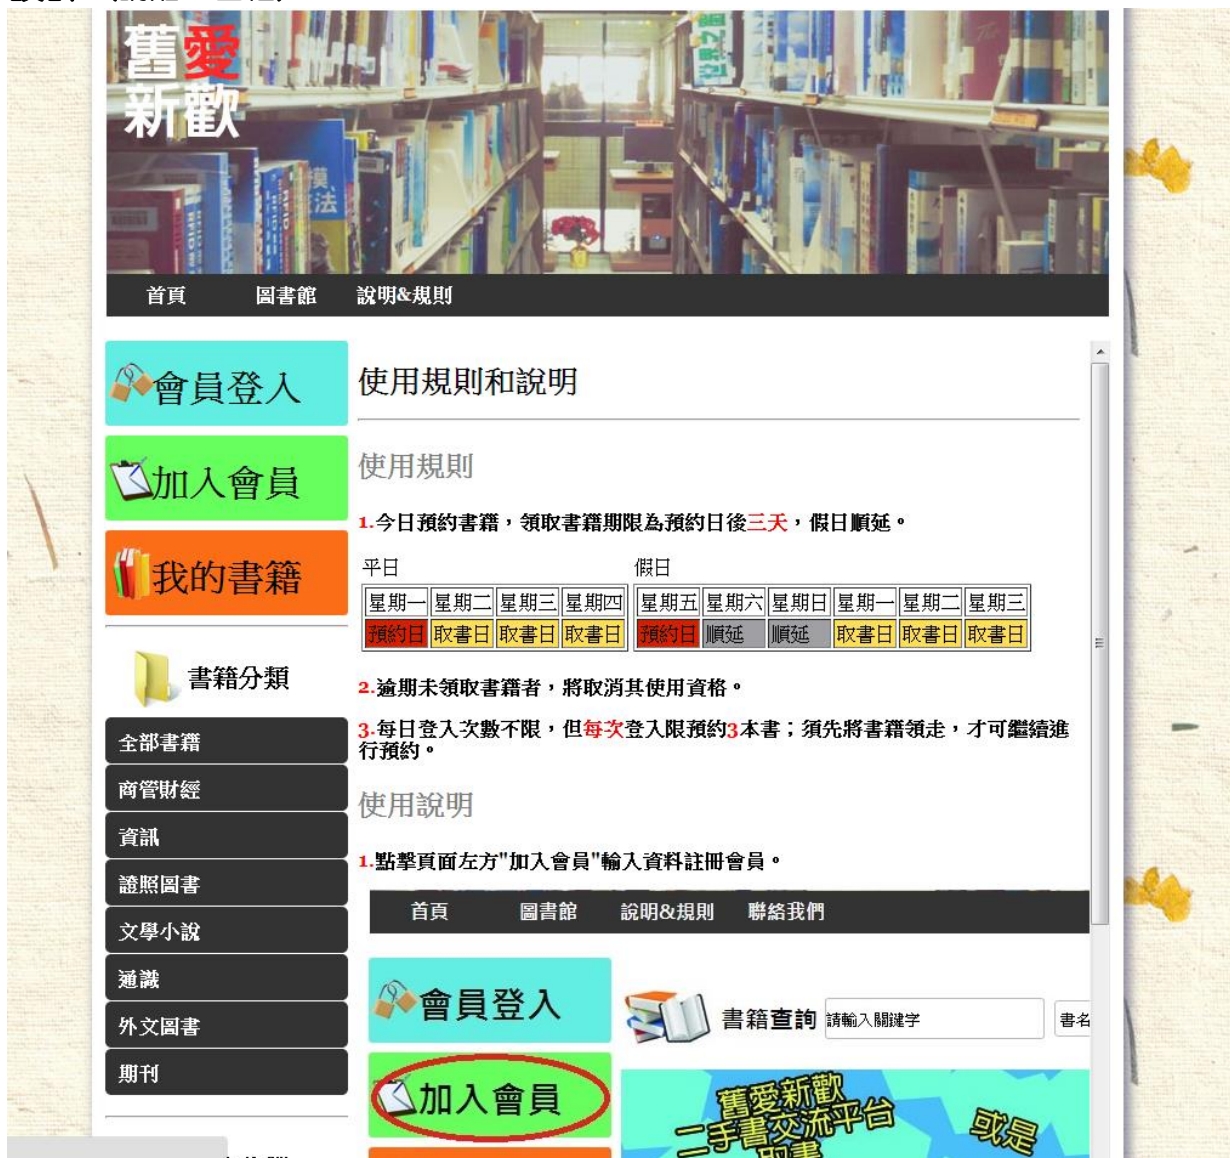 舊愛
新歡
首頁 圖書館 說明&規則
會員登入
加入會員
我的書籍
書籍分類
全部書籍
商管財經
資訊
證照圖書
文學小說
通識
外文圖書
期刊
使用規則和說明
使用規則
1.今日預約書籍，領取書籍期限為預約日後三天，假日順延。
平日 假日
星期一 星期二 星期三 星期四 星期五 星期六 星期日 星期一 星期二 星期三
預約日 取書日 取書日 取書日 預約日 順延 順延 取書日 取書日 取書日
2.逾期未領取書籍者，將取消其使用資格。
3.每日登入次數不限，但每次登入限預約3本書；須先將書籍領走，才可繼續進
行預約。
使用說明
1.點擊頁面左方"加入會員"輸入資料註冊會員。
首頁 圖書館 說明&規則 聯絡我們
會員登入
書籍查詢 請輸入關鍵字 書名
加入會員
舊愛新歡
二手書交流平台 或是
取書